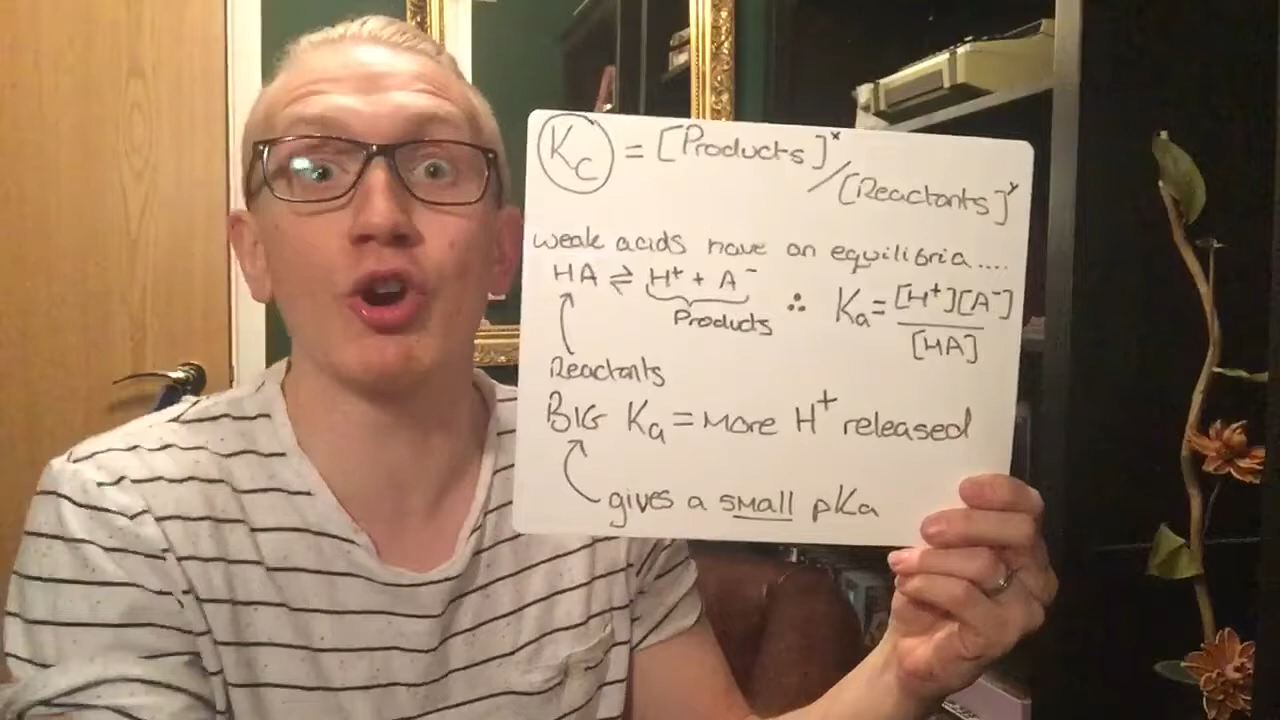 Kc = [Products]ˣ/[Reactants]ʸ
weak acids have an equilibria....
HA ⇌ H⁺ + A⁻ ∴ Ka = [H⁺][A⁻]/[HA]
Products
Reactants
BIG Ka = More H⁺ released
gives a small pKa